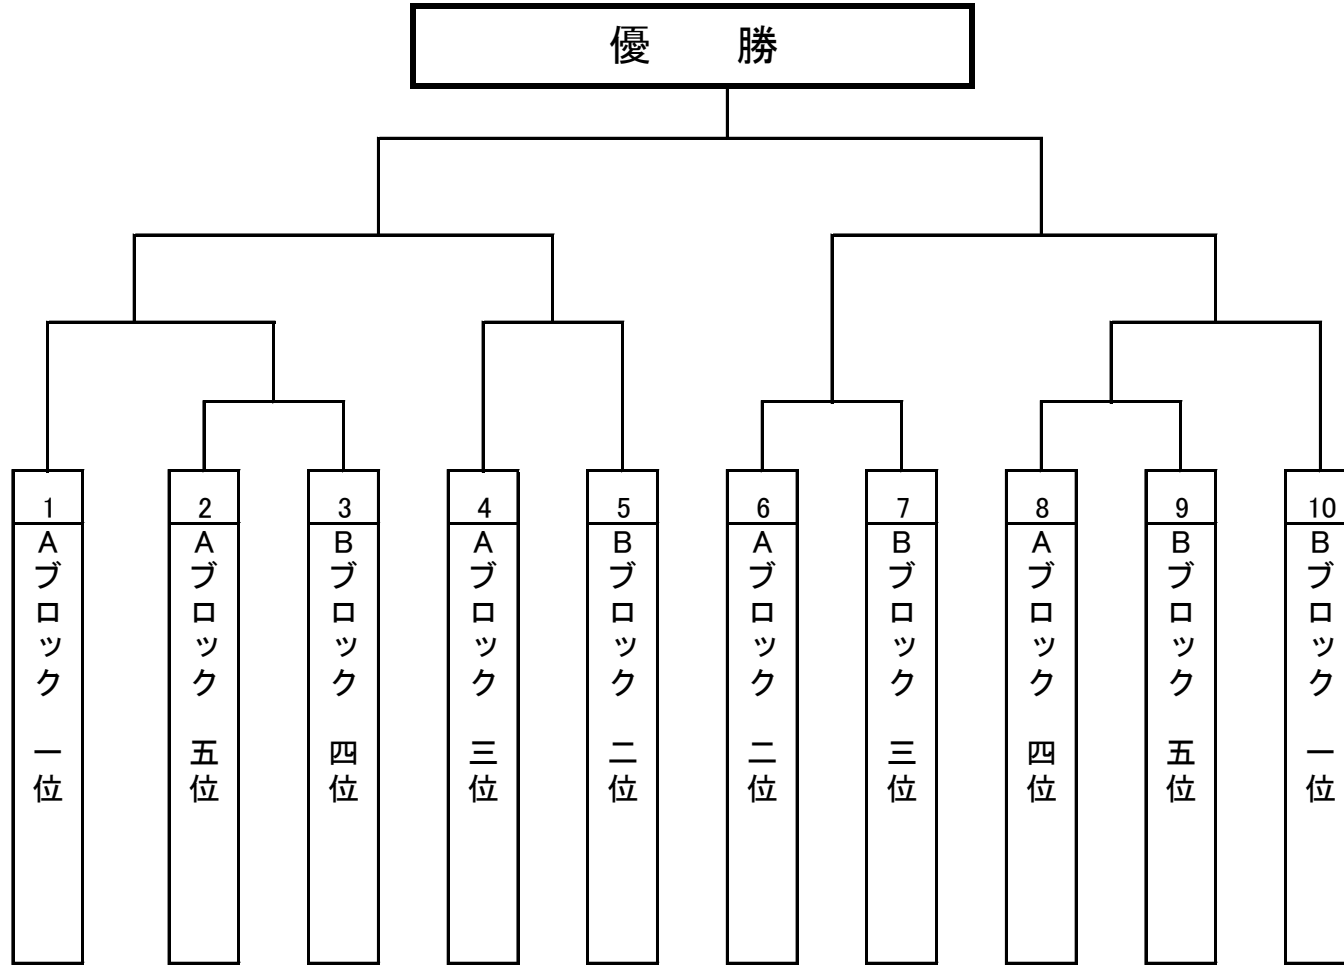 優　勝
1
Aブロック　一位
2
Aブロック　五位
3
Bブロック　四位
4
Aブロック　三位
5
Bブロック　二位
6
Aブロック　二位
7
Bブロック　三位
8
Aブロック　四位
9
Bブロック　五位
10
Bブロック　一位